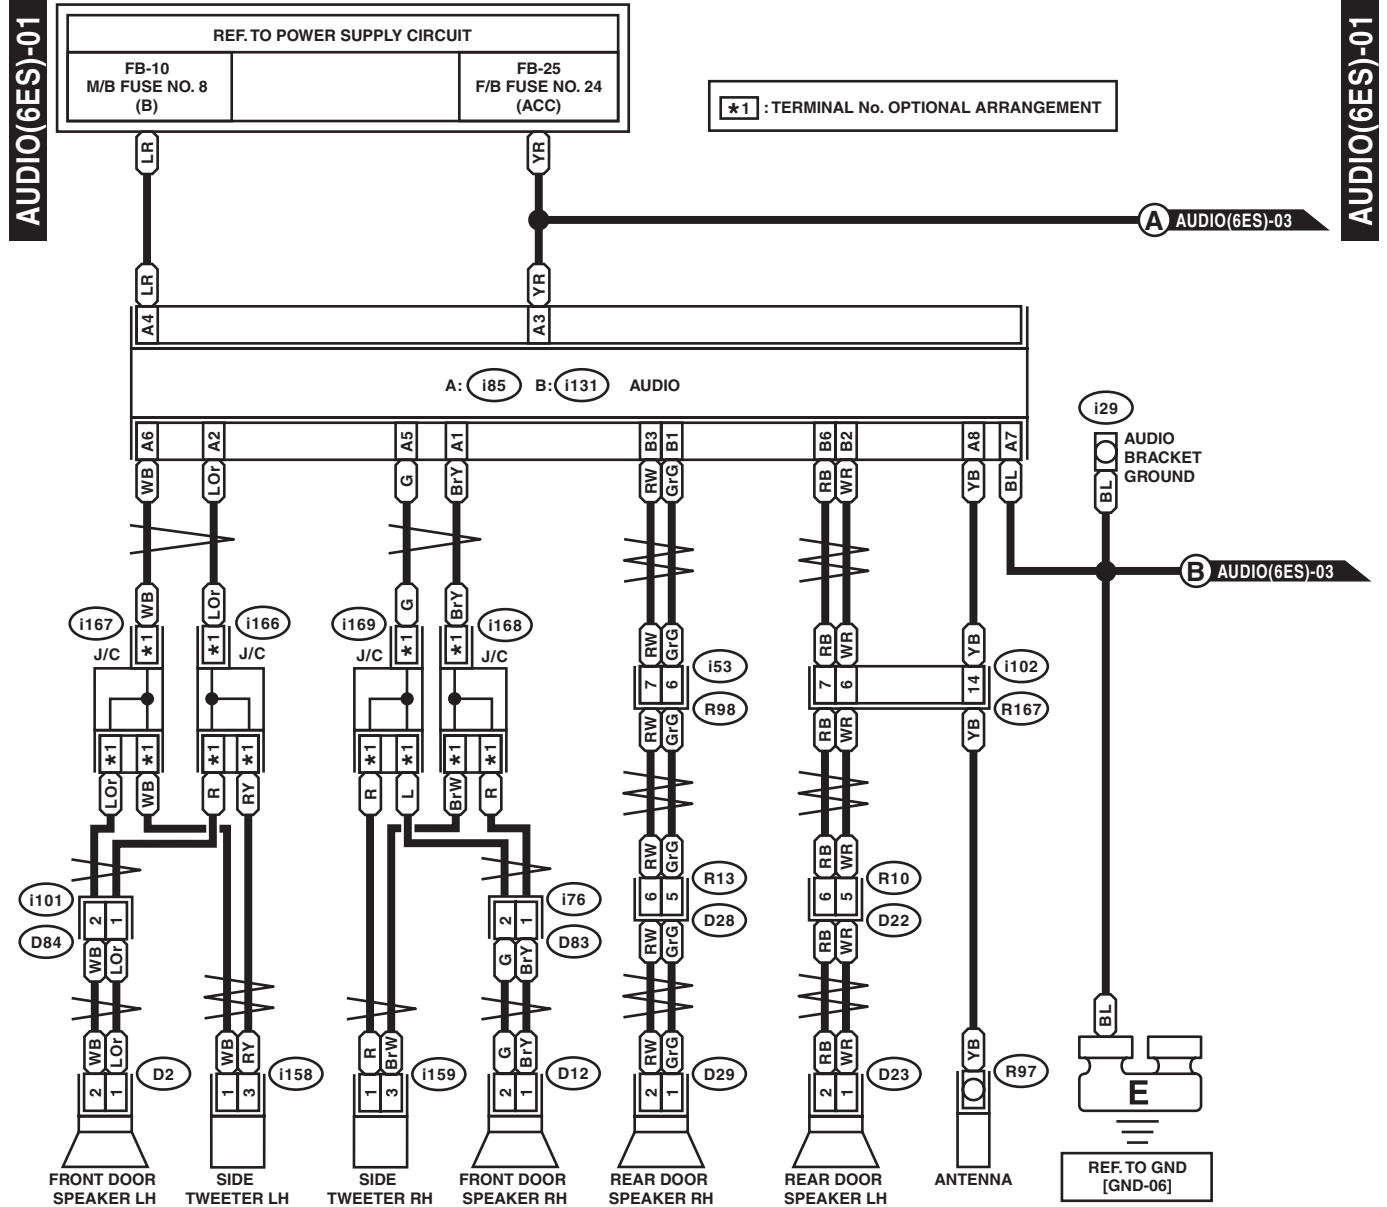 AUDIO(6ES)-01
AUDIO(6ES)-01
REF. TO POWER SUPPLY CIRCUIT
FB-10
M/B FUSE NO. 8
(B)
FB-25
F/B FUSE NO. 24
(ACC)
*1 : TERMINAL No. OPTIONAL ARRANGEMENT
LR YR
A AUDIO(6ES)-03
LR YR
A4 A3
A: i85 B: i131 AUDIO
i29
AUDIO
BRACKET
GROUND
A6 A2 A5 A1 B3 B1 B6 B2 A8 A7
WB LOr G BrY RW GrG RB WR YB BL BL
B AUDIO(6ES)-03
WB LOr G BrY
i167 *1 *1 i166 i169 *1 *1 i168
J/C J/C J/C J/C
RW GrG RB WR YB
7 6 i53 7 6 14 i102
R98 R167
RW GrG RB WR YB
*1 *1 *1 *1 *1 *1 *1 *1
LOr WB R RY R L BrW R
RW GrG RB WR
i101 2 1 i76 2 1 6 5 R13 6 5 R10
D84 D83 D28 D22
WB LOr G BrY RW GrG RB WR
BL
WB LOr WB RY R BrW G BrY RW GrG RB WR YB
2 1 D2 1 3 i158 1 3 i159 2 1 D12 2 1 D29 2 1 D23 R97
E
FRONT DOOR
SPEAKER LH
SIDE
TWEETER LH
SIDE
TWEETER RH
FRONT DOOR
SPEAKER RH
REAR DOOR
SPEAKER RH
REAR DOOR
SPEAKER LH
ANTENNA
REF. TO GND
[GND-06]